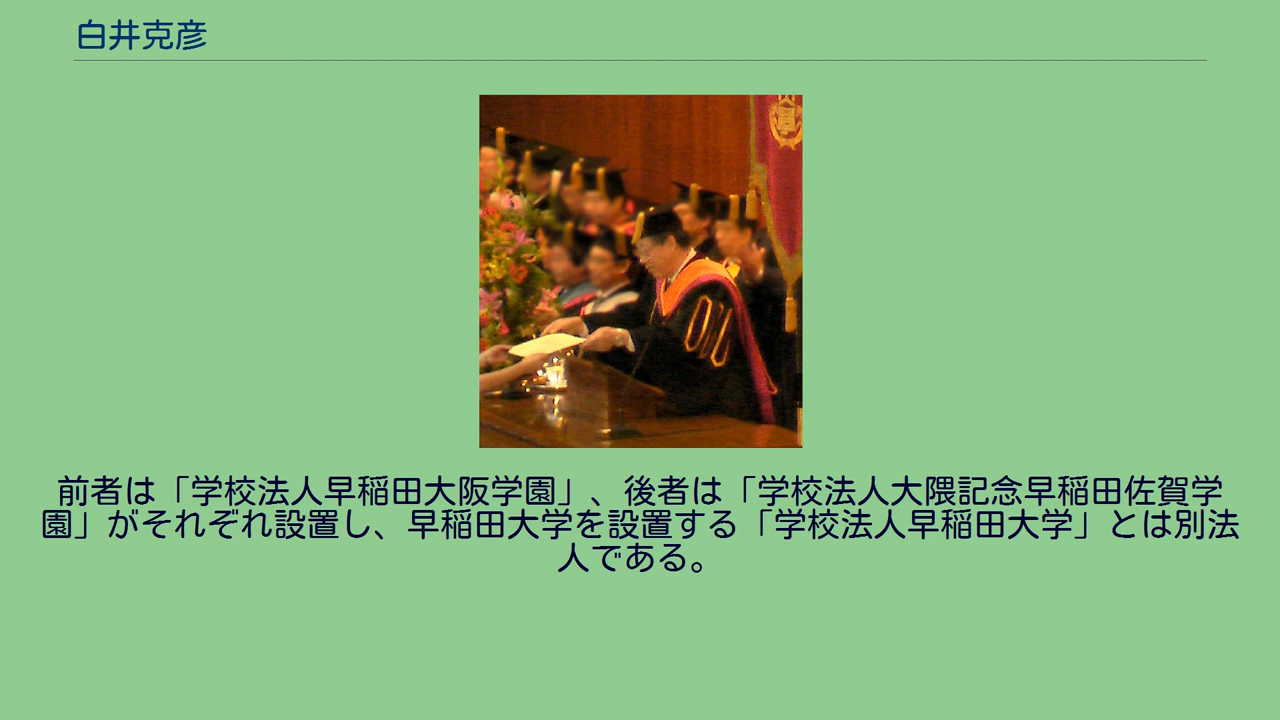 白井克彦
前者は「学校法人早稲田大阪学園」、後者は「学校法人大隈記念早稲田佐賀学
園」がそれぞれ設置し、早稲田大学を設置する「学校法人早稲田大学」とは別法
人である。